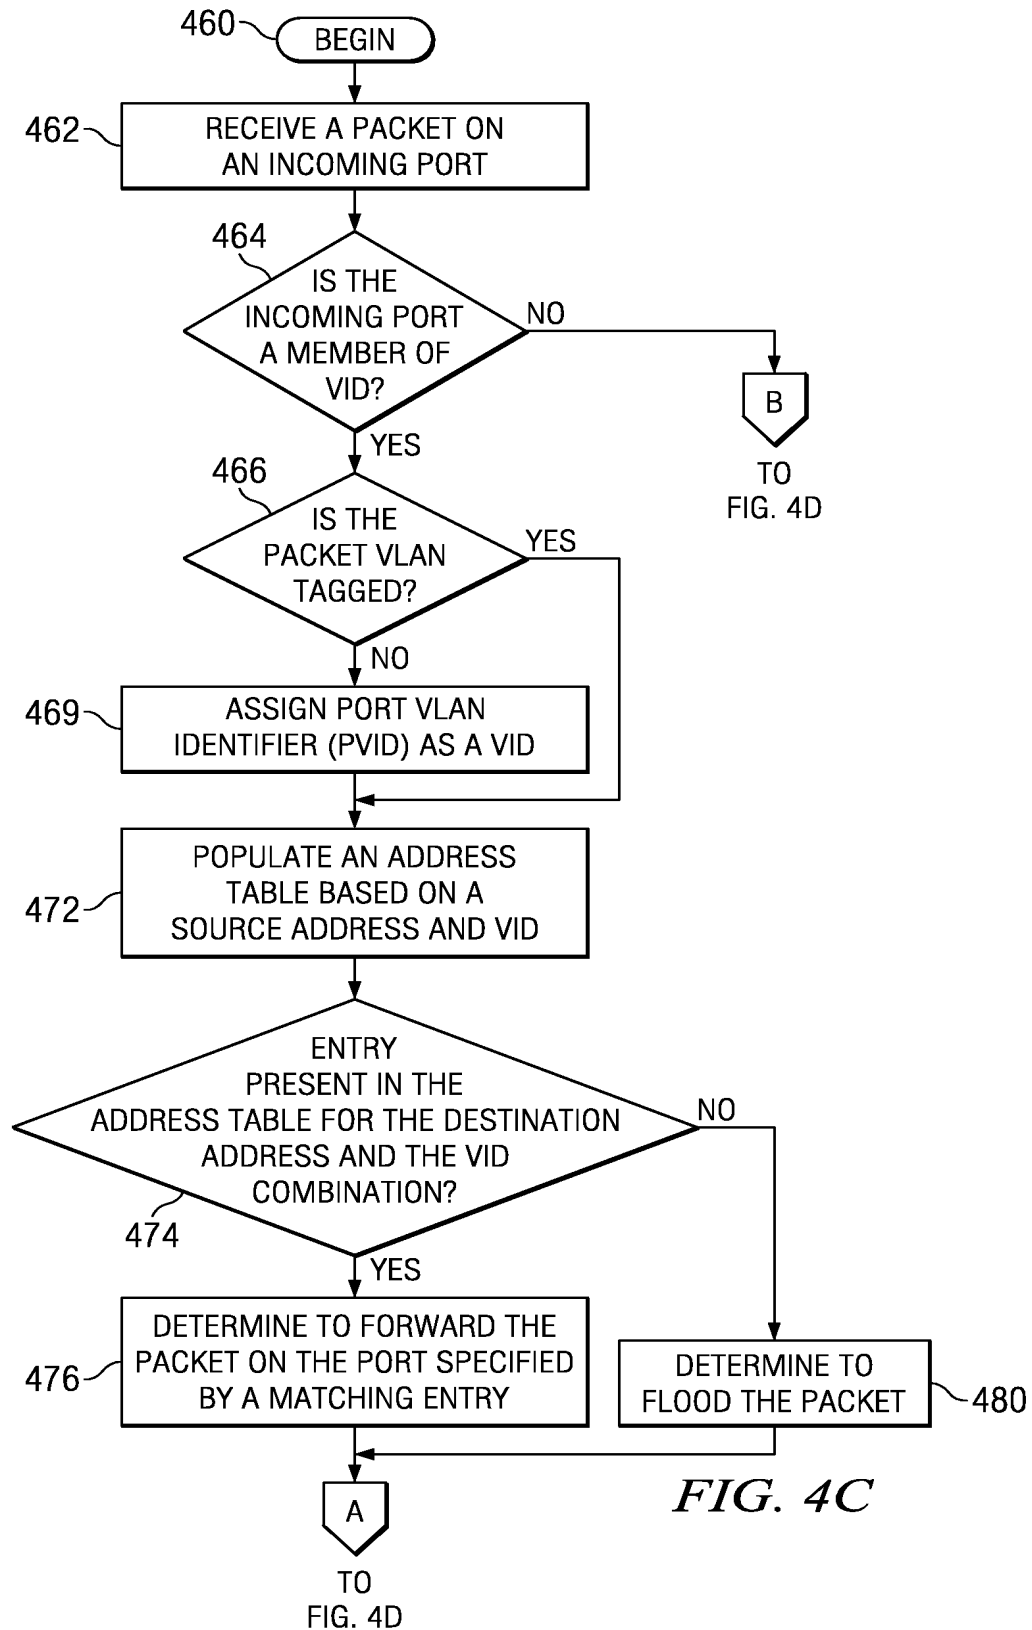 460
BEGIN
462
RECEIVE A PACKET ON
AN INCOMING PORT
464
IS THE
INCOMING PORT
A MEMBER OF
VID?
NO
B
TO
FIG. 4D
YES
466
IS THE
PACKET VLAN
TAGGED?
YES
NO
469
ASSIGN PORT VLAN
IDENTIFIER (PVID) AS A VID
472
POPULATE AN ADDRESS
TABLE BASED ON A
SOURCE ADDRESS AND VID
ENTRY
PRESENT IN THE
ADDRESS TABLE FOR THE DESTINATION
ADDRESS AND THE VID
COMBINATION?
NO
474
YES
476
DETERMINE TO FORWARD THE
PACKET ON THE PORT SPECIFIED
BY A MATCHING ENTRY
DETERMINE TO
FLOOD THE PACKET
480
A
TO
FIG. 4D
FIG. 4C